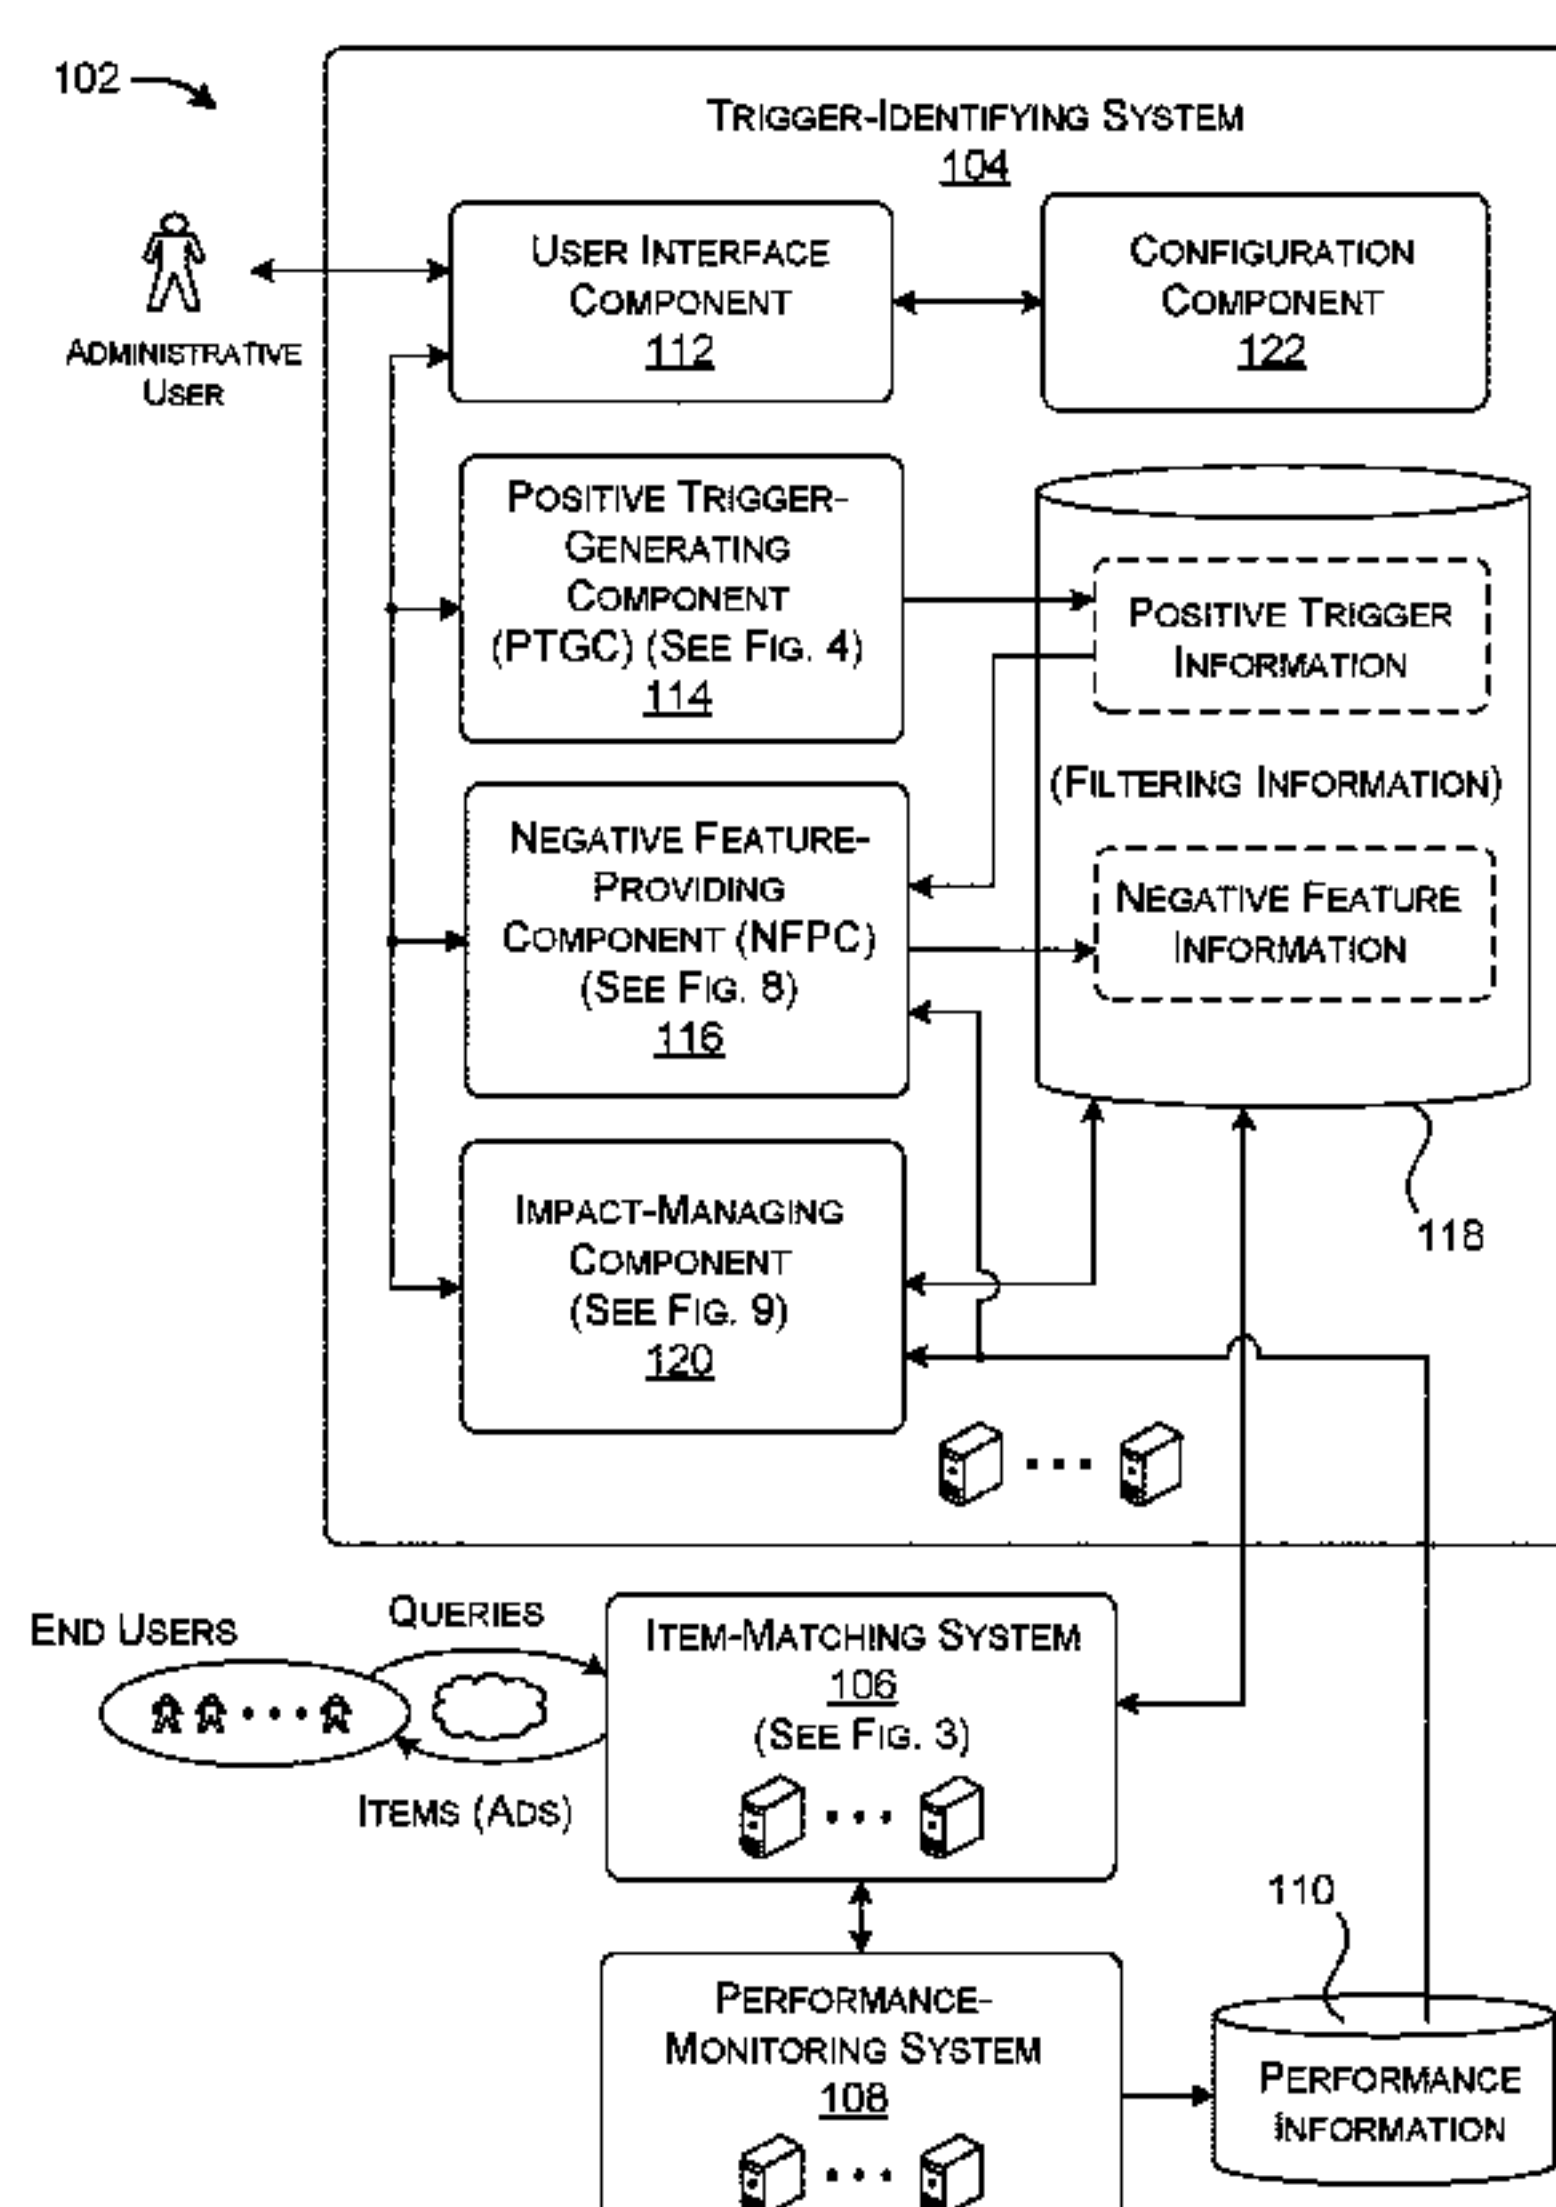 102
TRIGGER-IDENTIFYING SYSTEM
104
USER INTERFACE
COMPONENT
112
CONFIGURATION
COMPONENT
122
ADMINISTRATIVE
USER
POSITIVE TRIGGER-
GENERATING
COMPONENT
(PTGC) (SEE FIG. 4)
114
POSITIVE TRIGGER
INFORMATION
(FILTERING INFORMATION)
NEGATIVE FEATURE-
PROVIDING
COMPONENT (NFPC)
(SEE FIG. 8)
116
NEGATIVE FEATURE
INFORMATION
118
IMPACT-MANAGING
COMPONENT
(SEE FIG. 9)
120
END USERS
QUERIES
ITEMS (ADS)
ITEM-MATCHING SYSTEM
106
(SEE FIG. 3)
110
PERFORMANCE-
MONITORING SYSTEM
108
PERFORMANCE
INFORMATION